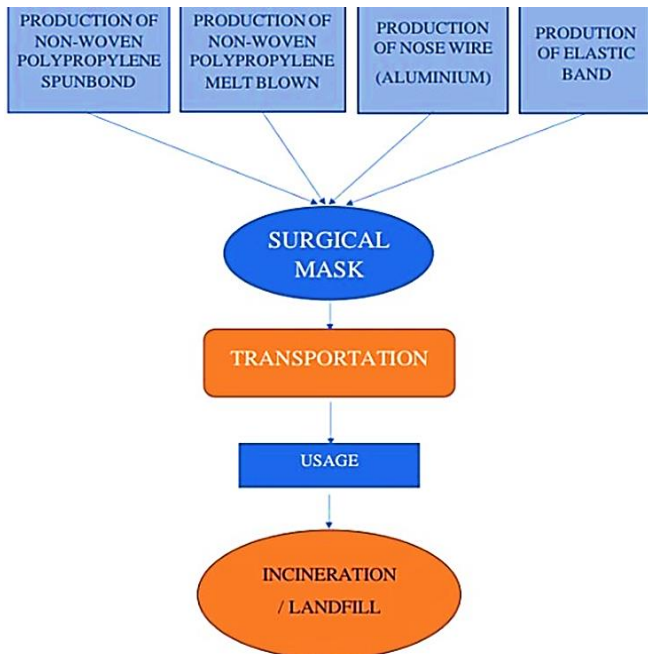 PRODUCTION OF
NON-WOVEN
POLYPROPYLENE
SPUNBOND
PRODUCTION OF
NON-WOVEN
POLYPROPYLENE
MELT BLOWN
PRODUCTION
OF NOSE WIRE
(ALUMINIUM)
PRODUTION
OF ELASTIC
BAND
SURGICAL
MASK
TRANSPORTATION
USAGE
INCINERATION
/ LANDFILL